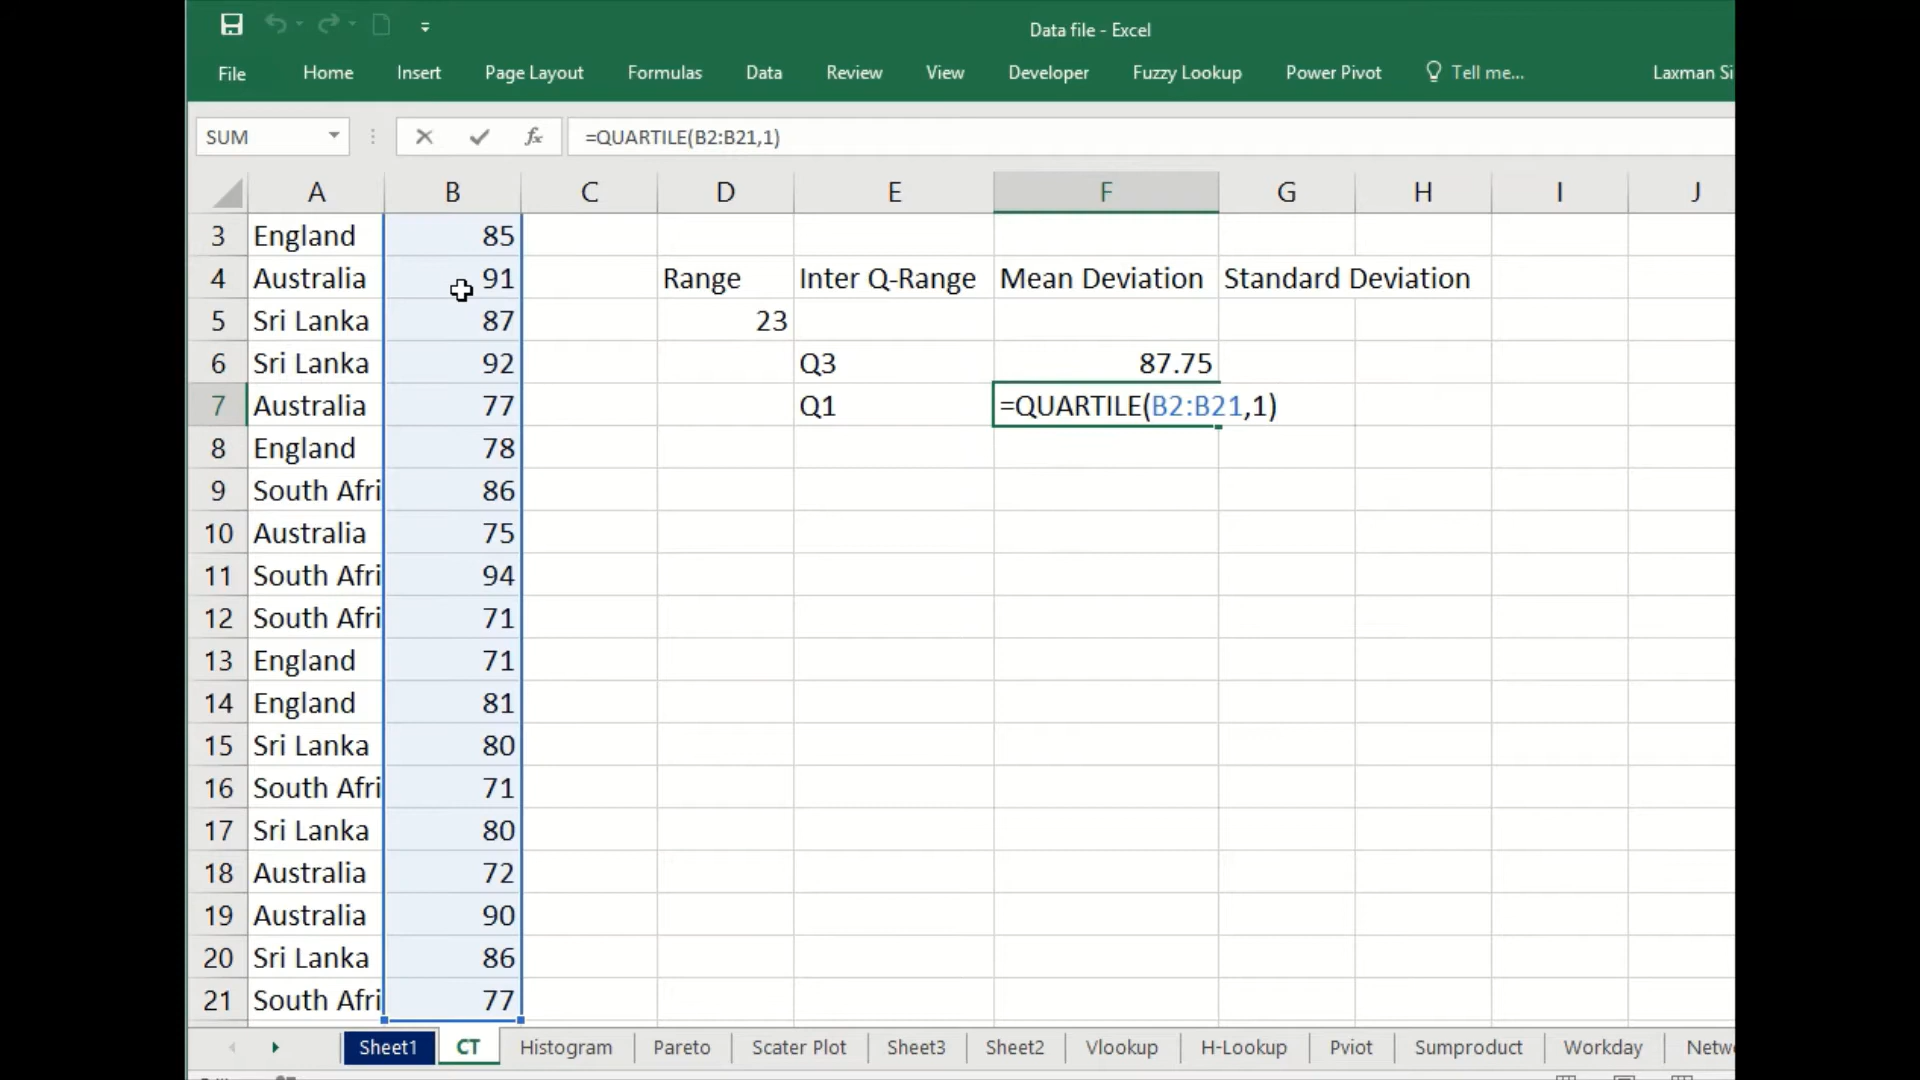 Data file - Excel
File Home Insert Page Layout Formulas Data Review View Developer Fuzzy Lookup Power Pivot Tell me... Laxman Si
SUM fx =QUARTILE(B2:B21,1)
A B C D E F G H I J
3 England 85
4 Australia 91 Range Inter Q-Range Mean Deviation Standard Deviation
5 Sri Lanka 87 23
6 Sri Lanka 92 Q3 87.75
7 Australia 77 Q1 =QUARTILE(B2:B21,1)
8 England 78
9 South Afri 86
10 Australia 75
11 South Afri 94
12 South Afri 71
13 England 71
14 England 81
15 Sri Lanka 80
16 South Afri 71
17 Sri Lanka 80
18 Australia 72
19 Australia 90
20 Sri Lanka 86
21 South Afri 77
Sheet1 CT Histogram Pareto Scater Plot Sheet3 Sheet2 Vlookup H-Lookup Pviot Sumproduct Workday Netw